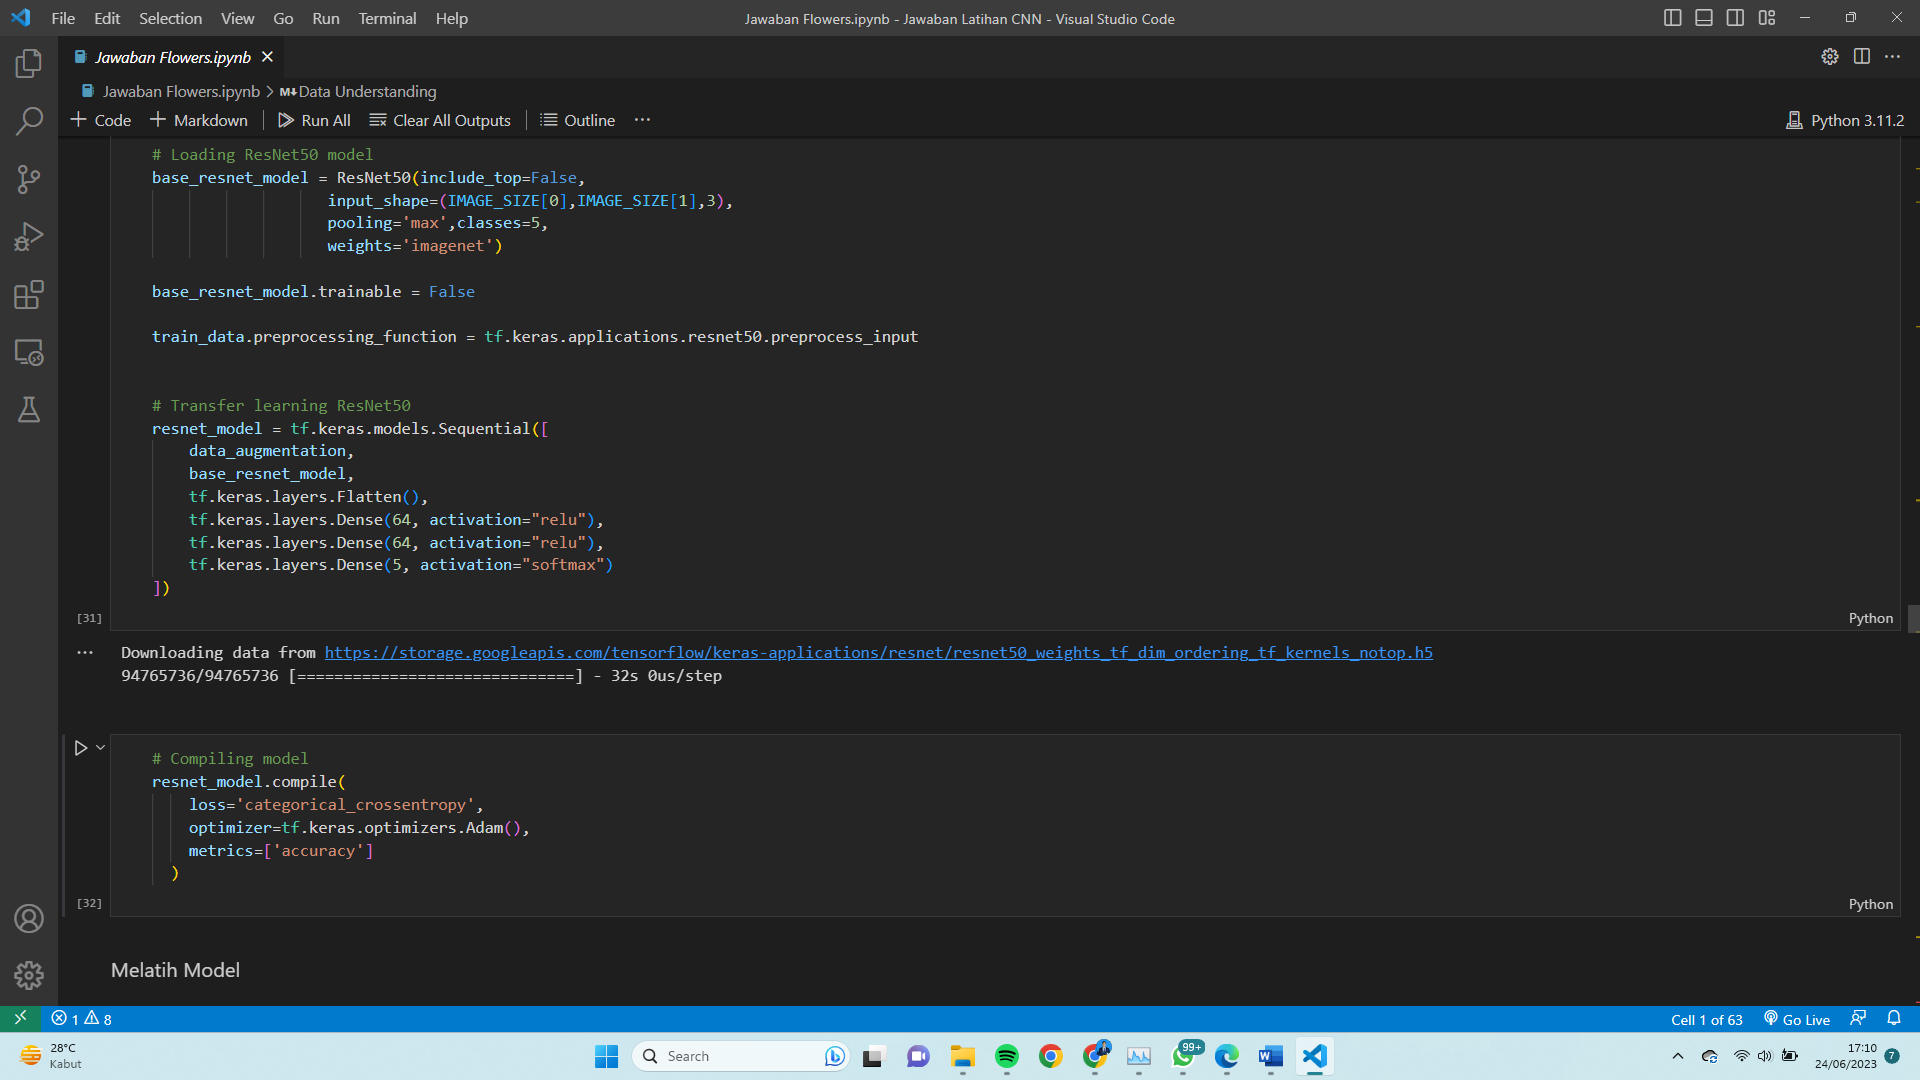 File Edit Selection View Go Run Terminal Help
Jawaban Flowers.ipynb - Jawaban Latihan CNN - Visual Studio Code
Jawaban Flowers.ipynb
Jawaban Flowers.ipynb > M↓Data Understanding
+ Code + Markdown Run All Clear All Outputs Outline ... Python 3.11.2
# Loading ResNet50 model
base_resnet_model = ResNet50(include_top=False,
input_shape=(IMAGE_SIZE[0],IMAGE_SIZE[1],3),
pooling='max',classes=5,
weights='imagenet')
base_resnet_model.trainable = False
train_data.preprocessing_function = tf.keras.applications.resnet50.preprocess_input
# Transfer learning ResNet50
resnet_model = tf.keras.models.Sequential([
data_augmentation,
base_resnet_model,
tf.keras.layers.Flatten(),
tf.keras.layers.Dense(64, activation="relu"),
tf.keras.layers.Dense(64, activation="relu"),
tf.keras.layers.Dense(5, activation="softmax")
])
[31] Python
... Downloading data from https://storage.googleapis.com/tensorflow/keras-applications/resnet/resnet50_weights_tf_dim_ordering_tf_kernels_notop.h5
94765736/94765736 [==============================] - 32s 0us/step
# Compiling model
resnet_model.compile(
loss='categorical_crossentropy',
optimizer=tf.keras.optimizers.Adam(),
metrics=['accuracy']
)
[32] Python
Melatih Model
1 8 Cell 1 of 63 Go Live
28°C
Kabut
Search
99+
17:10
24/06/2023
7